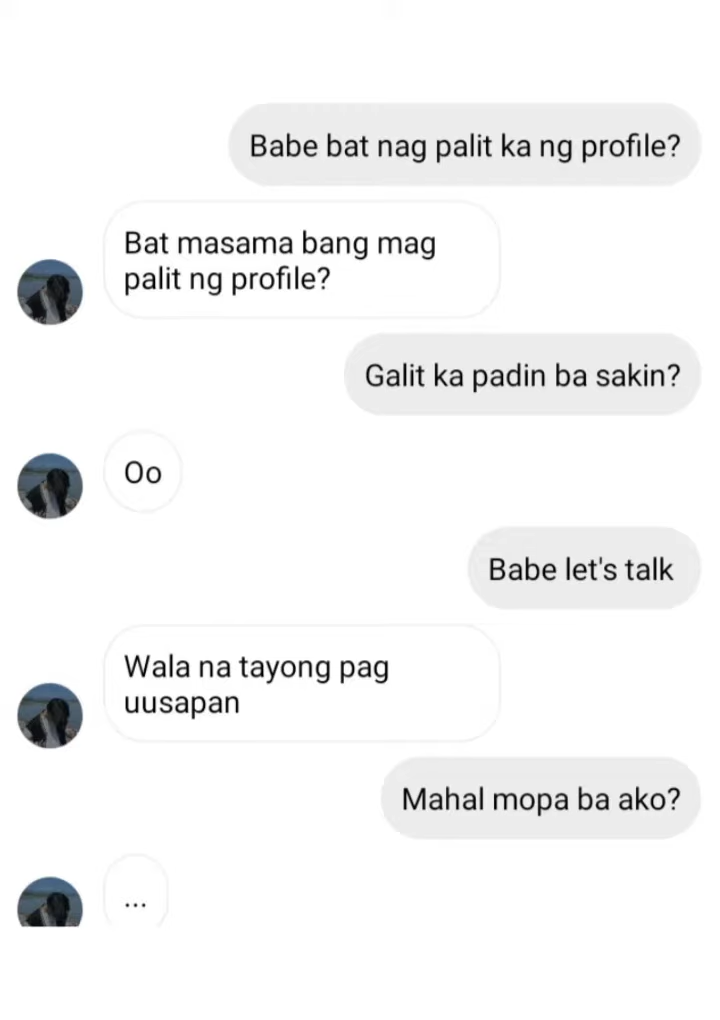 Babe bat nag palit ka ng profile?
Bat masama bang mag
palit ng profile?
Galit ka padin ba sakin?
Oo
Babe let's talk
Wala na tayong pag
uusapan
Mahal mopa ba ako?
...